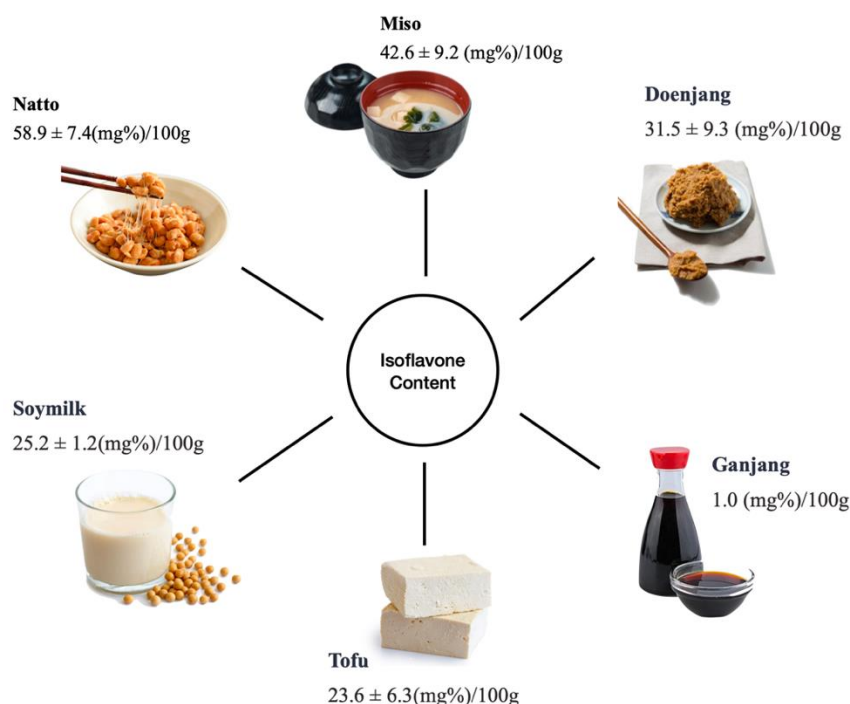 Miso
42.6 ± 9.2 (mg%)/100g
Natto
58.9 ± 7.4(mg%)/100g
Doenjang
31.5 ± 9.3 (mg%)/100g
Isoflavone
Content
Soymilk
25.2 ± 1.2(mg%)/100g
Ganjang
1.0 (mg%)/100g
Tofu
23.6 ± 6.3(mg%)/100g